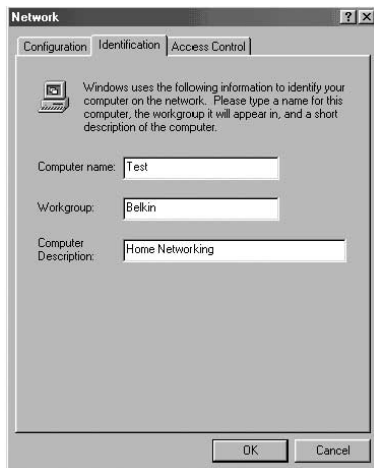 Network
Configuration Identification Access Control
Windows uses the following information to identify your
computer on the network. Please type a name for this
computer, the workgroup it will appear in, and a short
description of the computer.
Computer name: Test
Workgroup: Belkin
Computer
Description: Home Networking
OK Cancel